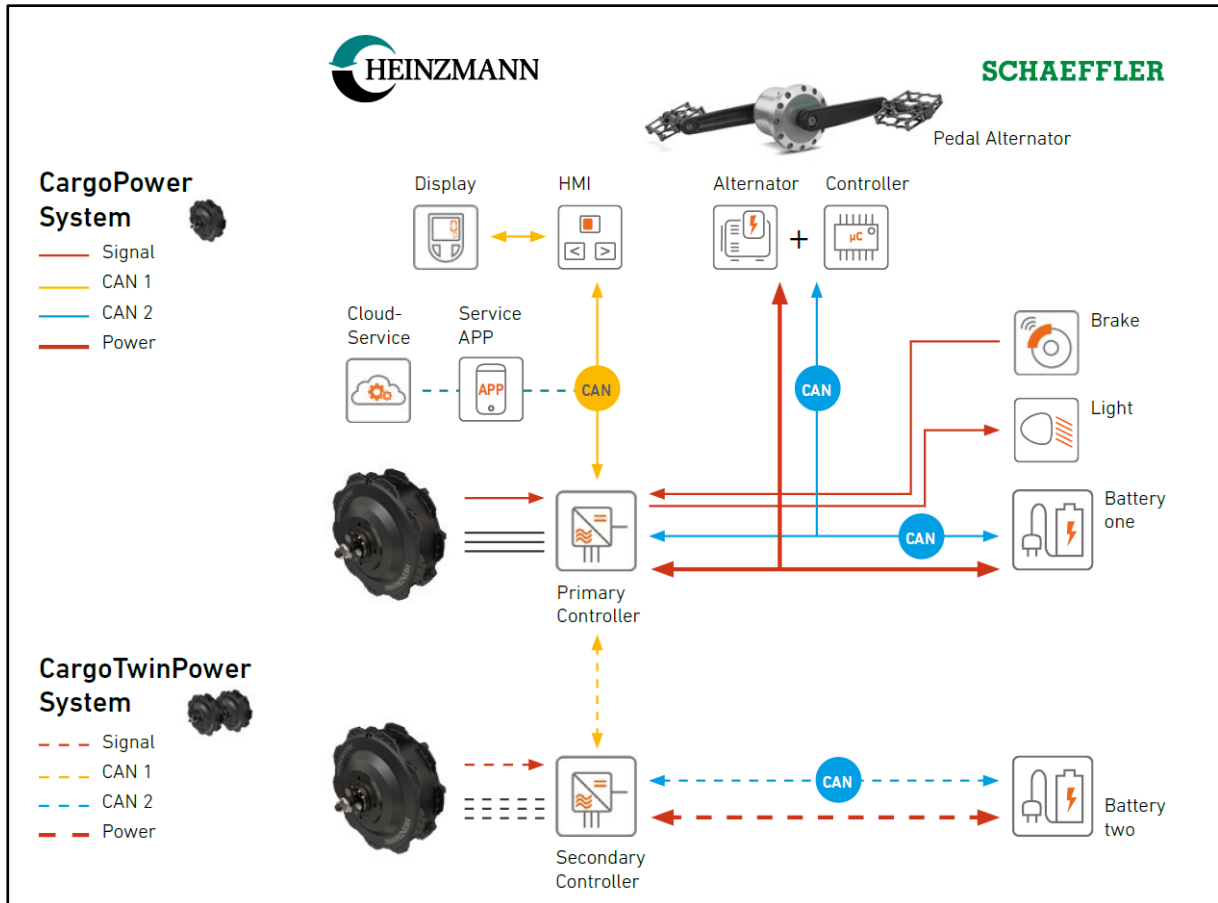 HEINZMANN
SCHAEFFLER
Pedal Alternator
CargoPower
System
Signal
CAN 1
CAN 2
Power
Display
HMI
Alternator
Controller
+
µC
Cloud-
Service
Service
APP
APP
CAN
CAN
Brake
Light
Battery
one
CAN
Primary
Controller
CargoTwinPower
System
Signal
CAN 1
CAN 2
Power
CAN
Battery
two
Secondary
Controller